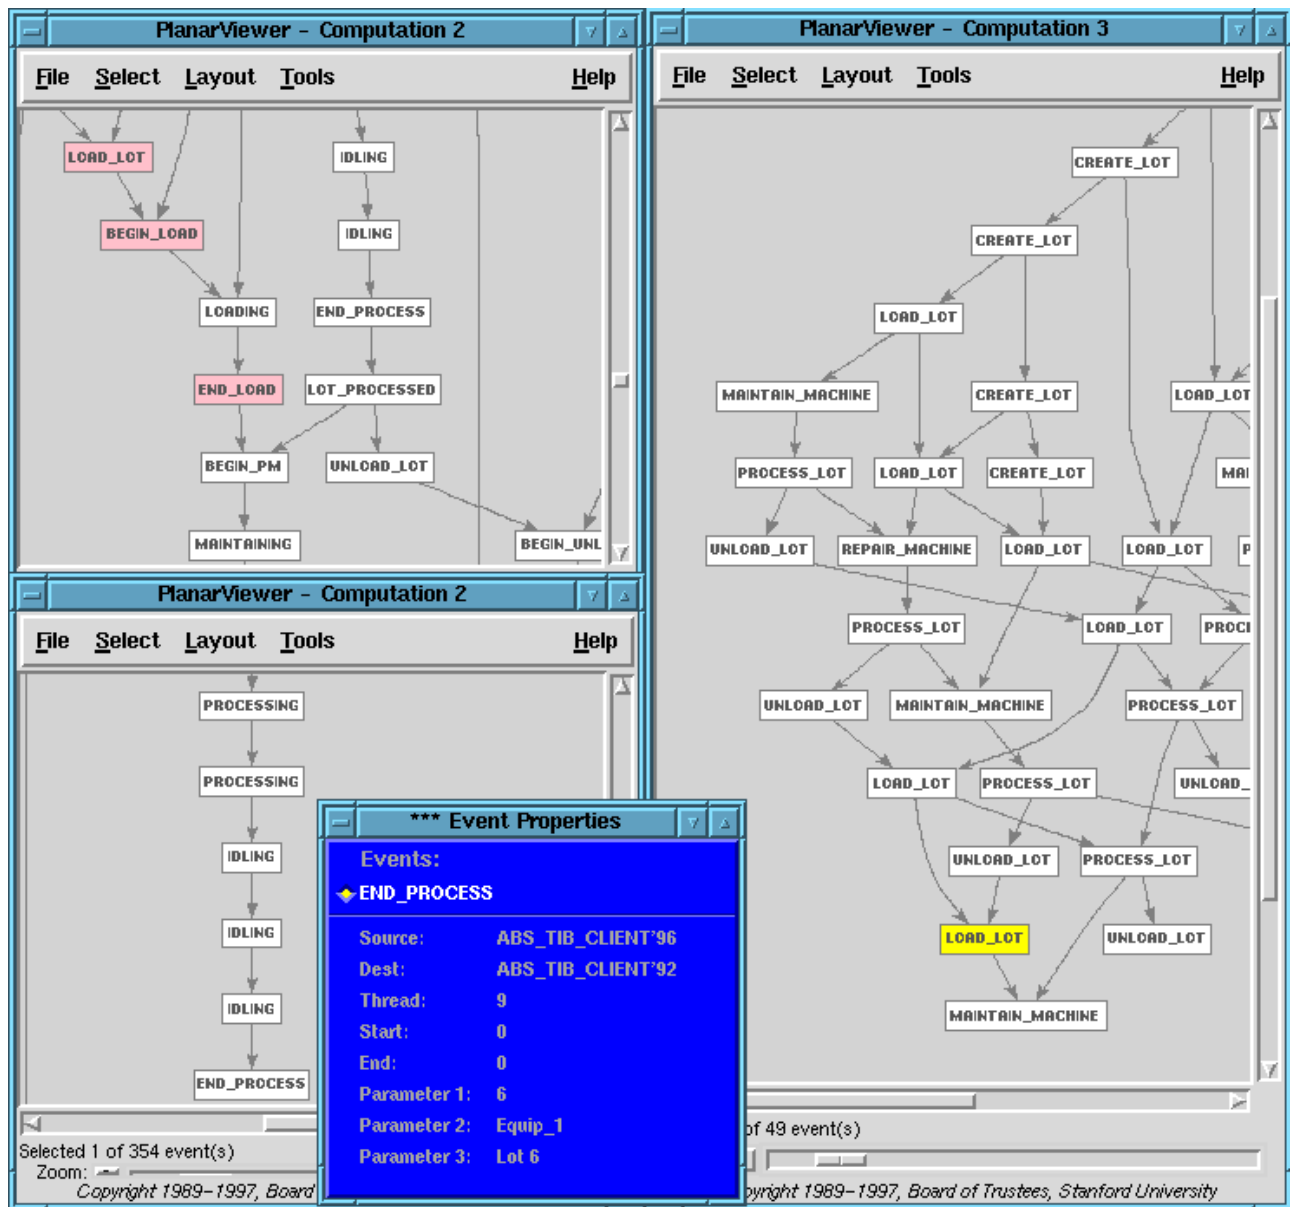 PlanarViewer - Computation 2
File Select Layout Tools Help
LOAD_LOT IDLING
BEGIN_LOAD IDLING
LOADING END_PROCESS
END_LOAD LOT_PROCESSED
BEGIN_PM UNLOAD_LOT
MAINTAINING BEGIN_UNL
PlanarViewer - Computation 2
File Select Layout Tools Help
PROCESSING
PROCESSING
IDLING
IDLING
IDLING
END_PROCESS
Selected 1 of 354 event(s)
Zoom:
Copyright 1989-1997, Board
*** Event Properties
Events:
END_PROCESS
Source: ABS_TIB_CLIENT'96
Dest: ABS_TIB_CLIENT'92
Thread: 9
Start: 0
End: 0
Parameter 1: 6
Parameter 2: Equip_1
Parameter 3: Lot 6
PlanarViewer - Computation 3
File Select Layout Tools Help
CREATE_LOT
CREATE_LOT
LOAD_LOT
MAINTAIN_MACHINE CREATE_LOT LOAD_LOT
PROCESS_LOT LOAD_LOT CREATE_LOT MAI
UNLOAD_LOT REPAIR_MACHINE LOAD_LOT LOAD_LOT P
PROCESS_LOT LOAD_LOT PROCE
UNLOAD_LOT MAINTAIN_MACHINE PROCESS_LOT
LOAD_LOT PROCESS_LOT UNLOAD_
UNLOAD_LOT PROCESS_LOT
LOAD_LOT UNLOAD_LOT
MAINTAIN_MACHINE
of 49 event(s)
pyright 1989-1997, Board of Trustees, Stanford University